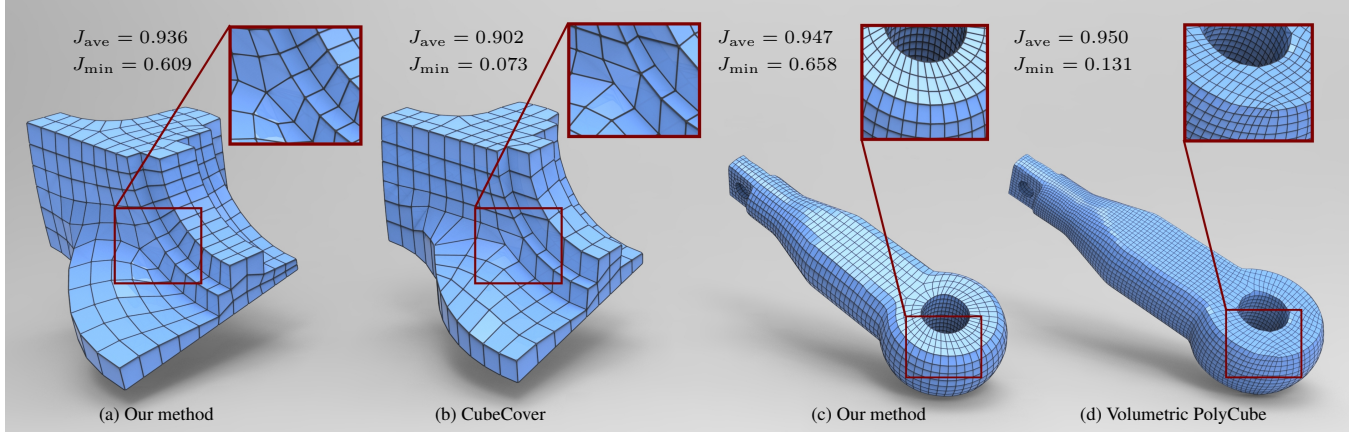 J_ave = 0.936
J_min = 0.609
J_ave = 0.902
J_min = 0.073
J_ave = 0.947
J_min = 0.658
J_ave = 0.950
J_min = 0.131
(a) Our method
(b) CubeCover
(c) Our method
(d) Volumetric PolyCube